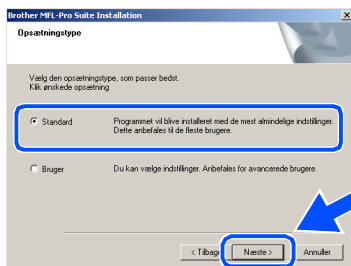 Brother MFL-Pro Suite Installation
Opsætningstype
Vælg den opsætningstype, som passer bedst.
Klik ønskede opsætning
Standard
Programmet vil blive installeret med de mest almindelige indstillinger.
Dette anbefales til de fleste brugere.
Bruger
Du kan vælge indstillinger. Anbefales for avancerede brugere.
< Tilbage
Næste >
Annuller